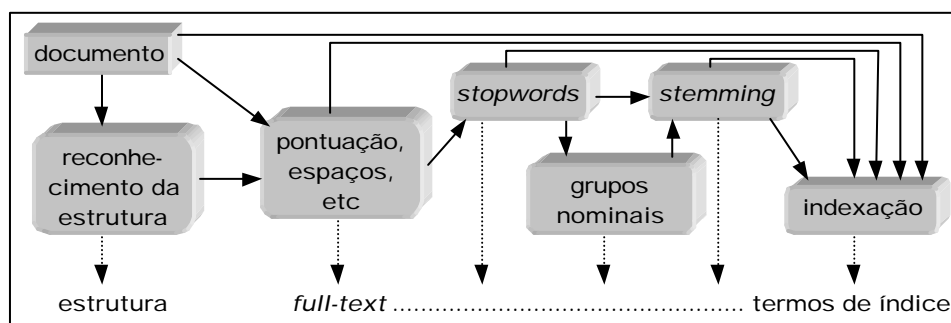 documento
reconhe-
cimento da
estrutura
pontuação,
espaços,
etc
stopwords
stemming
grupos
nominais
indexação
estrutura
full-text ................................................ termos de índice